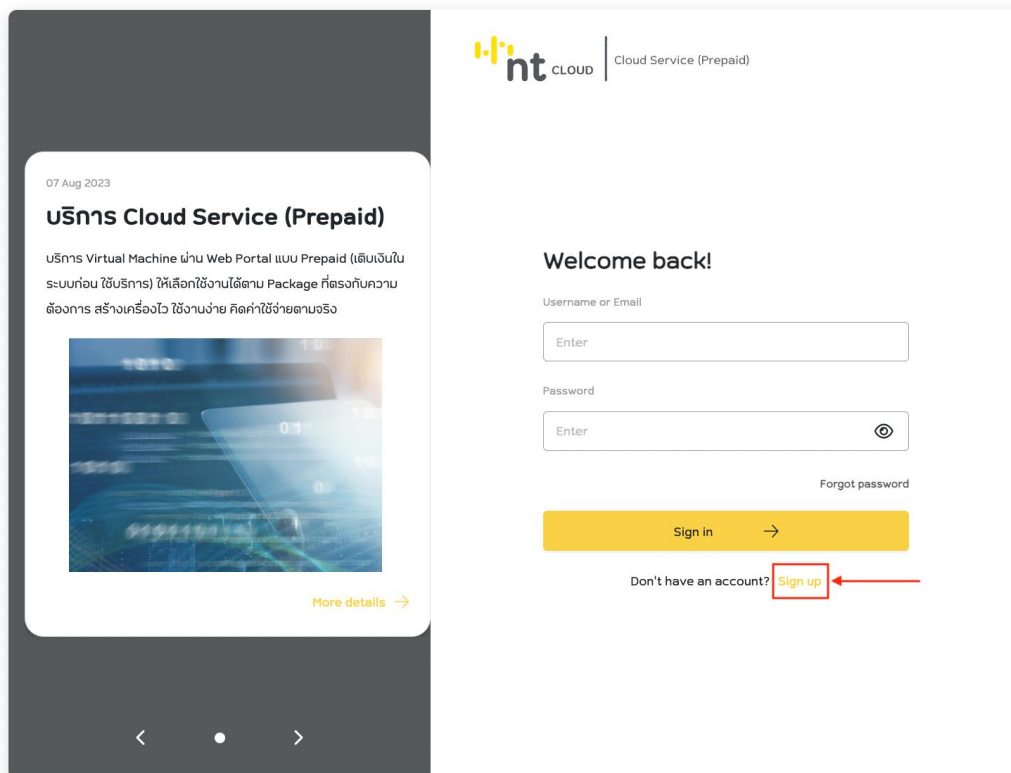 07 Aug 2023
บริการ Cloud Service (Prepaid)
บริการ Virtual Machine ผ่าน Web Portal แบบ Prepaid (เติมเงินใน
ระบบก่อน ใช้บริการ) ให้เลือกใช้งานได้ตาม Package ที่ตรงกับความ
ต้องการ สร้างเครื่องไว ใช้งานง่าย คิดค่าใช้จ่ายตามจริง
More details
nt CLOUD
Cloud Service (Prepaid)
Welcome back!
Username or Email
Enter
Password
Enter
Forgot password
Sign in
Don't have an account? Sign up